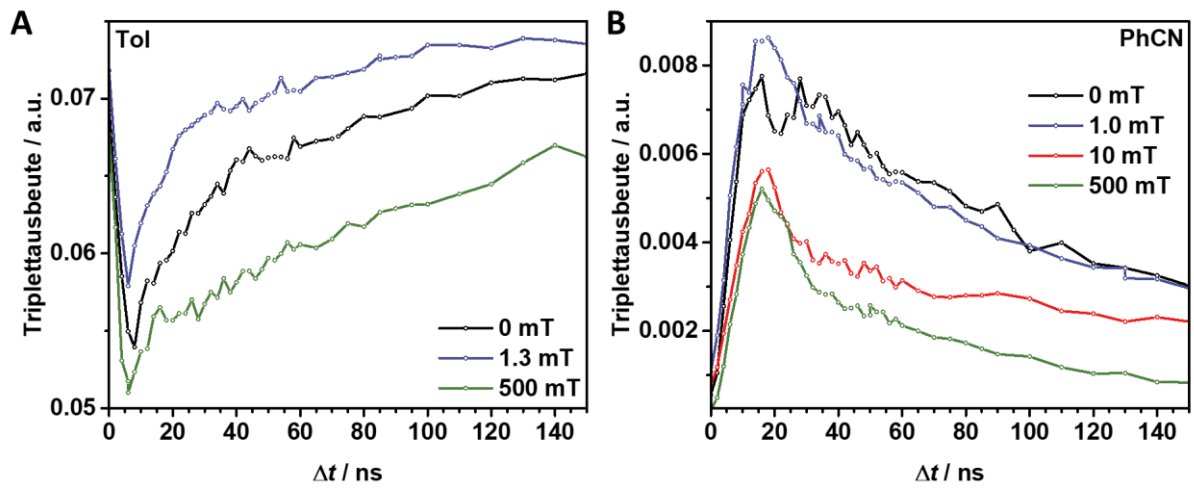 A
Tol
Triplettausbeute / a.u.
0.07
0.06
0.05
0 mT
1.3 mT
500 mT
0 20 40 60 80 100 120 140
Δt / ns
B
PhCN
Triplettausbeute / a.u.
0.008
0.006
0.004
0.002
0 mT
1.0 mT
10 mT
500 mT
0 20 40 60 80 100 120 140
Δt / ns